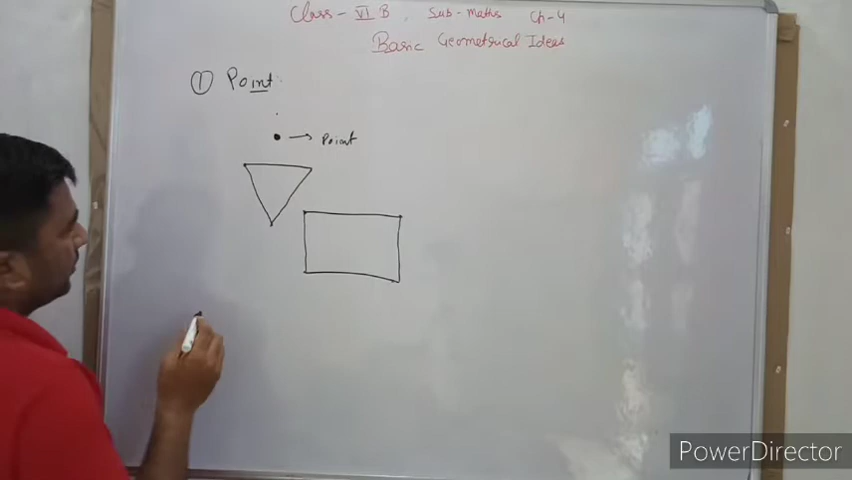 Class - VI B , Sub - Maths Ch - 4
Basic Geometrical Ideas
① Point
→ Point
PowerDirector